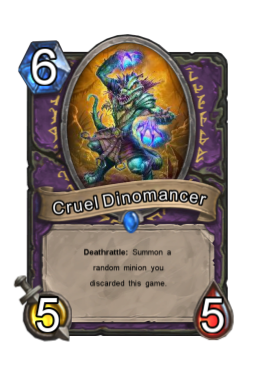 6
Cruel Dinomancer
Deathrattle: Summon a
random minion you
discarded this game.
5
5